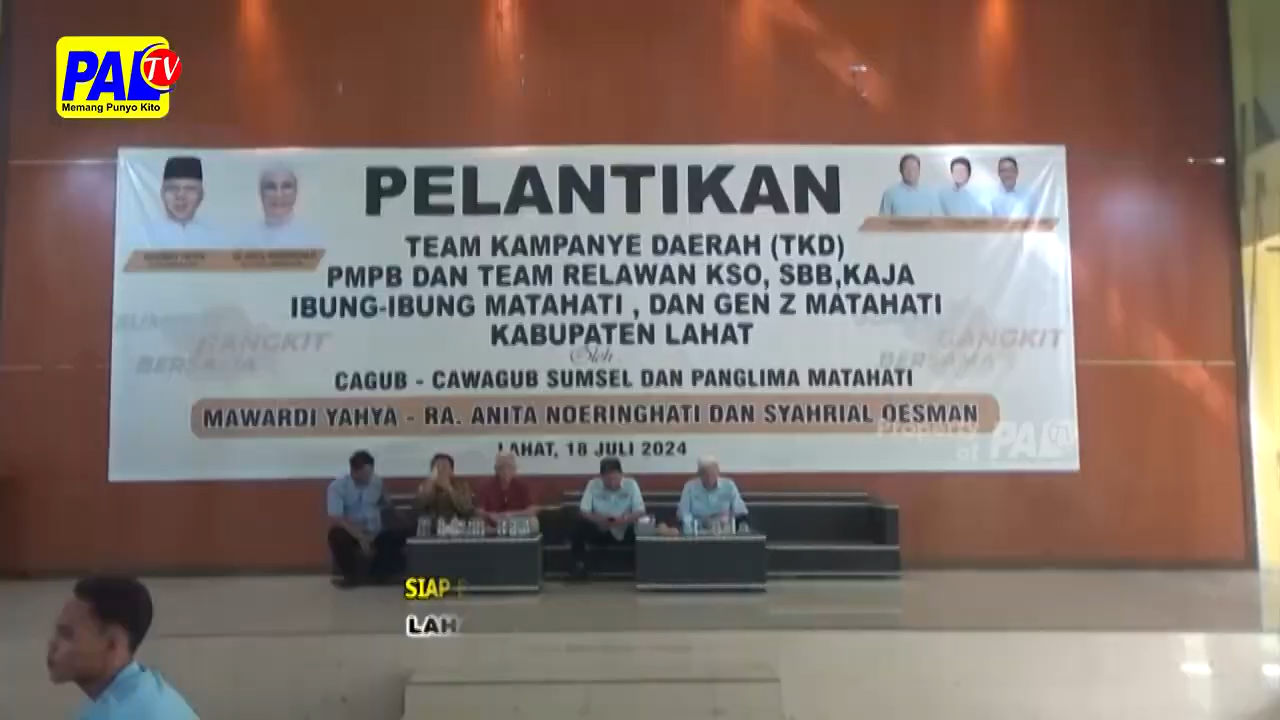 PAL TV
Memang Punyo Kito
PELANTIKAN
TEAM KAMPANYE DAERAH (TKD)
PMPB DAN TEAM RELAWAN KSO, SBB,KAJA
IBUNG-IBUNG MATAHATI , DAN GEN Z MATAHATI
KABUPATEN LAHAT
Oleh
BANGKIT
BERSAMA
BANGKIT
BERSAMA
CAGUB - CAWAGUB SUMSEL DAN PANGLIMA MATAHATI
MAWARDI YAHYA - RA. ANITA NOERINGHATI DAN SYAHRIAL OESMAN
Property of PAL TV
LAHAT, 18 JULI 2024
SIAP
LAHA